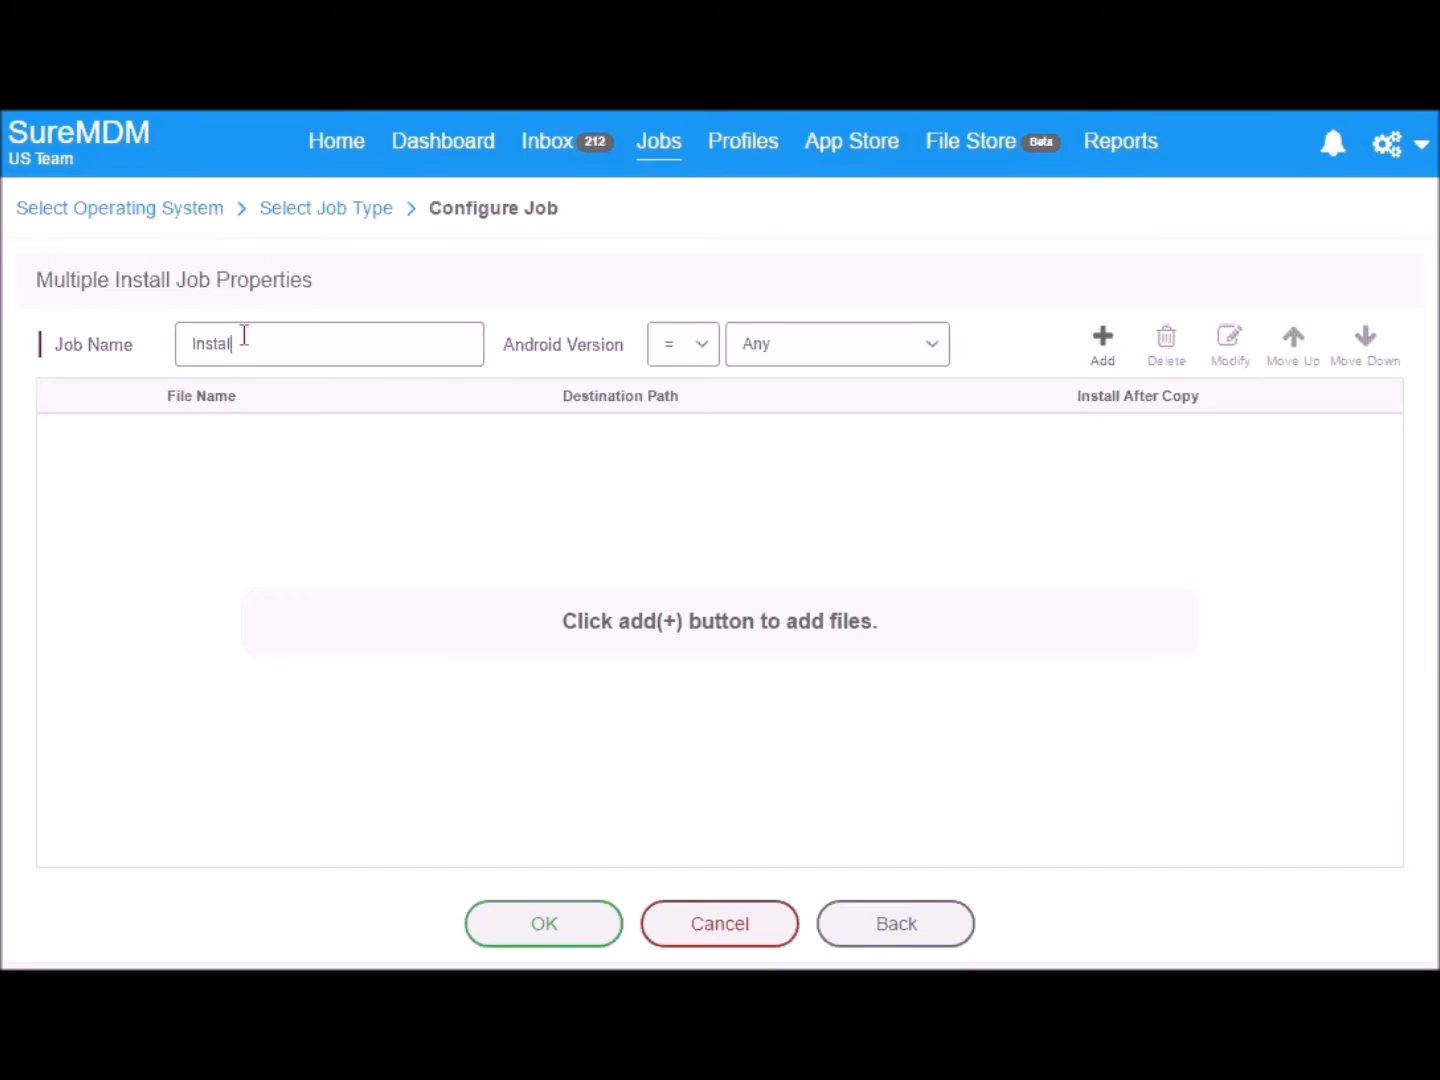 SureMDM
US Team
Home Dashboard Inbox 212 Jobs Profiles App Store File Store Beta Reports
Select Operating System > Select Job Type > Configure Job
Multiple Install Job Properties
Job Name Instal Android Version = Any
Add Delete Modify Move Up Move Down
File Name Destination Path Install After Copy
Click add(+) button to add files.
OK Cancel Back